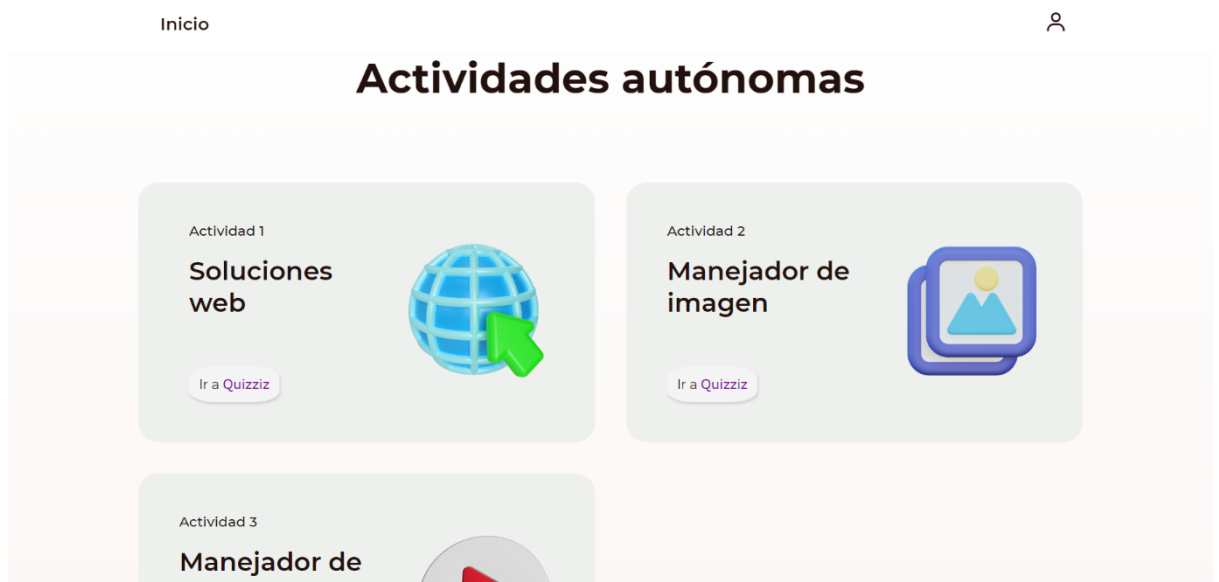 Inicio
Actividades autónomas
Actividad 1
Soluciones
web
Ir a Quizziz
Actividad 2
Manejador de
imagen
Ir a Quizziz
Actividad 3
Manejador de